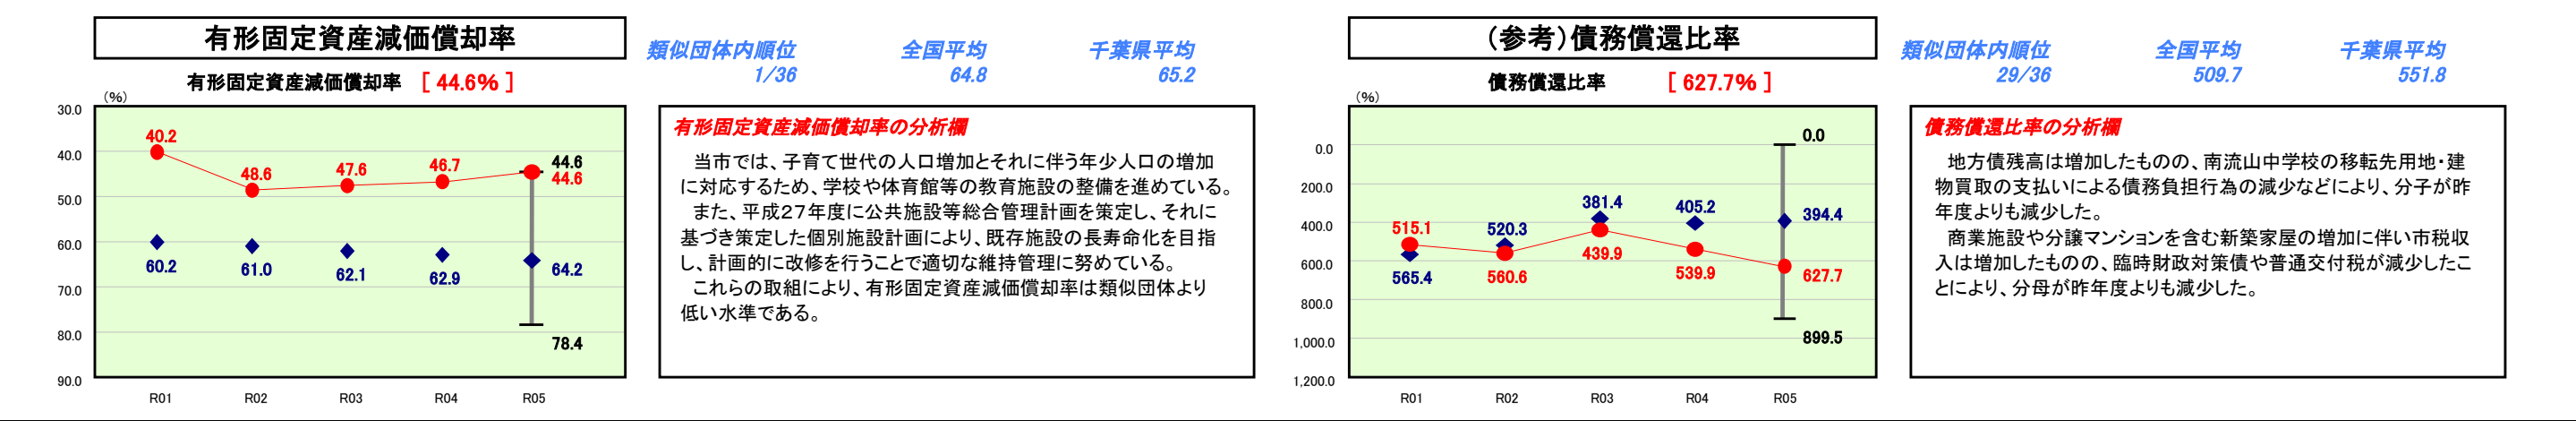 有形固定資産減価償却率
有形固定資産減価償却率 [ 44.6% ]
類似団体内順位
1/36
全国平均
64.8
千葉県平均
65.2
(%)
30.0
40.0
50.0
60.0
70.0
80.0
90.0
40.2
48.6
47.6
46.7
44.6
44.6
60.2
61.0
62.1
62.9
64.2
78.4
R01 R02 R03 R04 R05
有形固定資産減価償却率の分析欄
当市では、子育て世代の人口増加とそれに伴う年少人口の増加
に対応するため、学校や体育館等の教育施設の整備を進めている。
また、平成27年度に公共施設等総合管理計画を策定し、それに
基づき策定した個別施設計画により、既存施設の長寿命化を目指
し、計画的に改修を行うことで適切な維持管理に努めている。
これらの取組により、有形固定資産減価償却率は類似団体より
低い水準である。
(参考)債務償還比率
債務償還比率 [ 627.7% ]
類似団体内順位
29/36
全国平均
509.7
千葉県平均
551.8
(%)
0.0
200.0
400.0
600.0
800.0
1,000.0
1,200.0
515.1
565.4
520.3
560.6
381.4
439.9
405.2
539.9
0.0
394.4
627.7
899.5
R01 R02 R03 R04 R05
債務償還比率の分析欄
地方債残高は増加したものの、南流山中学校の移転先用地・建
物買取の支払いによる債務負担行為の減少などにより、分子が昨
年度よりも減少した。
商業施設や分譲マンションを含む新築家屋の増加に伴い市税収
入は増加したものの、臨時財政対策債や普通交付税が減少したこ
とにより、分母が昨年度よりも減少した。